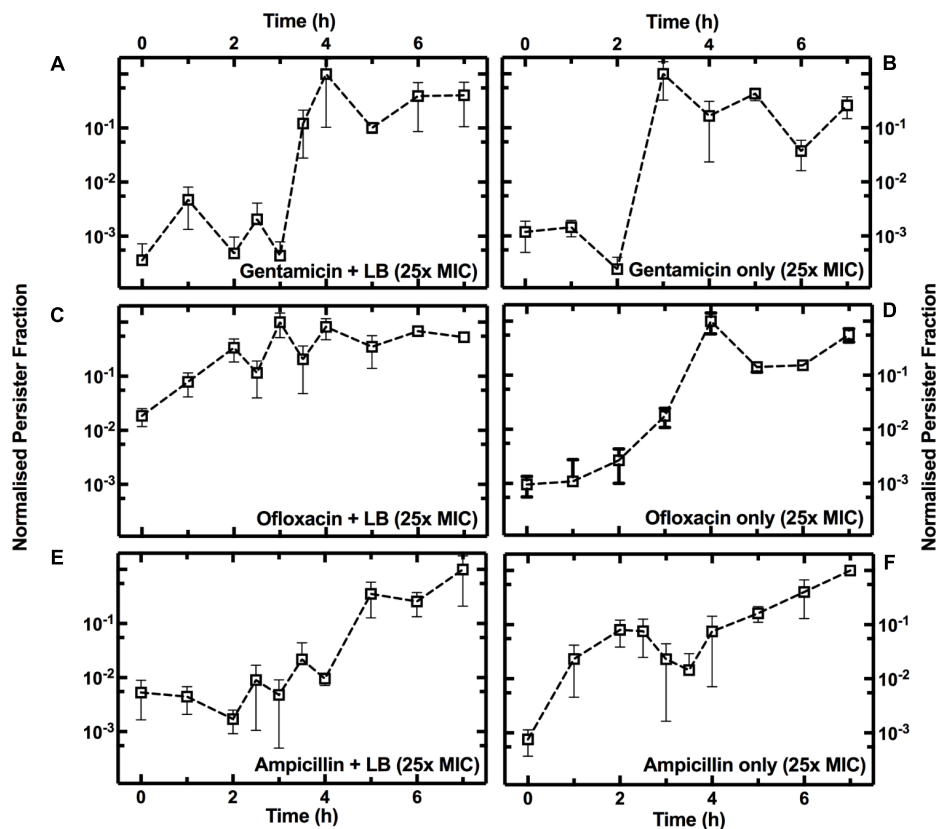 Time (h)
Time (h)
0 2 4 6
0 2 4 6
A
B
10-1
10-2
10-3
10-1
10-2
10-3
Gentamicin + LB (25x MIC)
Gentamicin only (25x MIC)
C
D
10-1
10-2
10-3
10-1
10-2
10-3
Ofloxacin + LB (25x MIC)
Ofloxacin only (25x MIC)
E
F
10-1
10-2
10-3
10-1
10-2
10-3
Ampicillin + LB (25x MIC)
Ampicillin only (25x MIC)
0 2 4 6
0 2 4 6
Time (h)
Time (h)
Normalised Persister Fraction
Normalised Persister Fraction